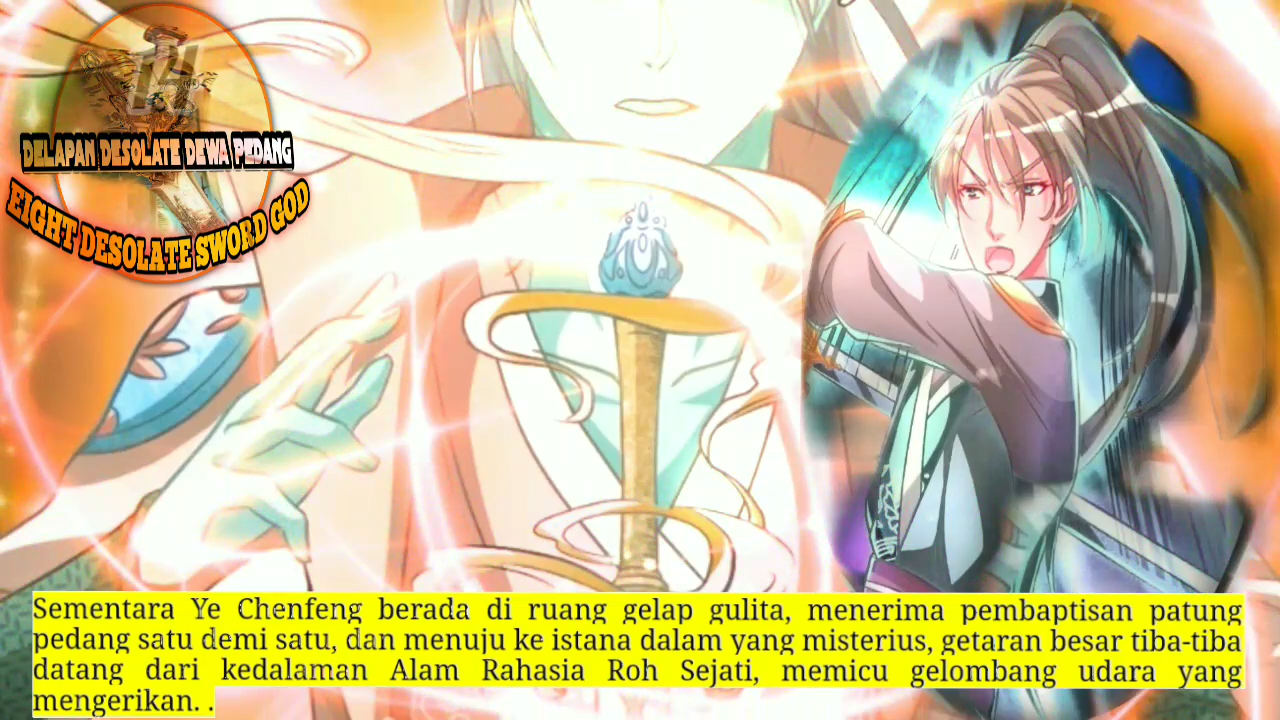 DELAPAN DESOLATE DEWA PEDANG
EIGHT DESOLATE SWORD GOD
Sementara Ye Chenfeng berada di ruang gelap gulita, menerima pembaptisan patung
pedang satu demi satu, dan menuju ke istana dalam yang misterius, getaran besar tiba-tiba
datang dari kedalaman Alam Rahasia Roh Sejati, memicu gelombang udara yang
mengerikan. .